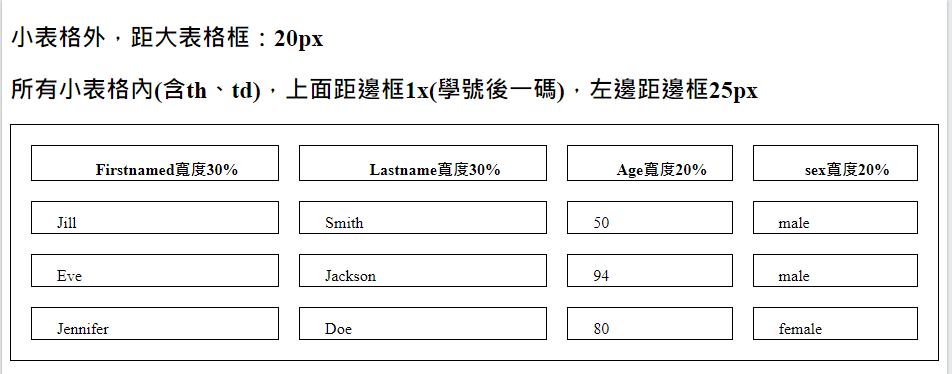 小表格外，距大表格框：20px
所有小表格內(含th、td)，上面距邊框1x(學號後一碼)，左邊距邊框25px
Firstnamed寬度30% Lastname寬度30% Age寬度20% sex寬度20%
Jill Smith 50 male
Eve Jackson 94 male
Jennifer Doe 80 female